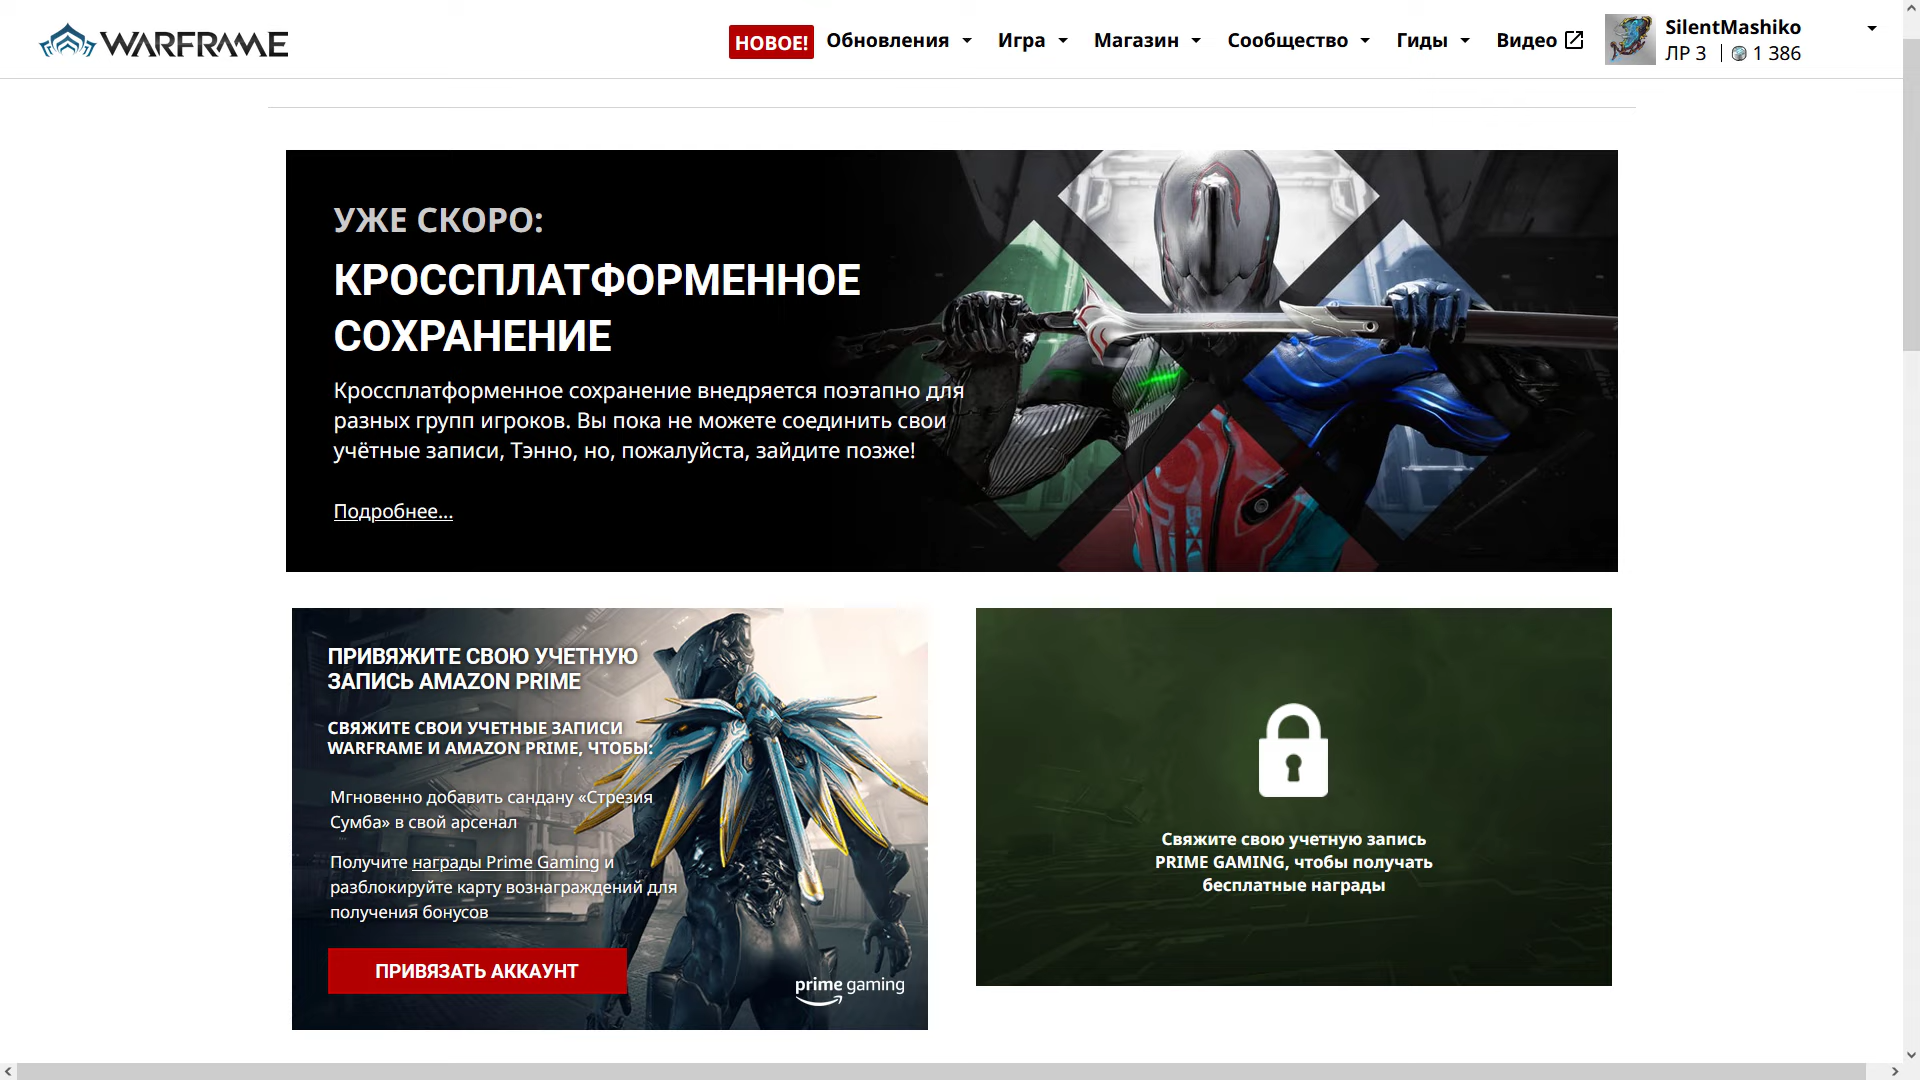 WARFRAME
НОВОЕ!
Обновления
Игра
Магазин
Сообщество
Гиды
Видео
SilentMashiko
ЛР 3 | 1 386
УЖЕ СКОРО:
КРОССПЛАТФОРМЕННОЕ
СОХРАНЕНИЕ
Кроссплатформенное сохранение внедряется поэтапно для
разных групп игроков. Вы пока не можете соединить свои
учётные записи, Тэнно, но, пожалуйста, зайдите позже!
Подробнее...
ПРИВЯЖИТЕ СВОЮ УЧЕТНУЮ
ЗАПИСЬ AMAZON PRIME
СВЯЖИТЕ СВОИ УЧЕТНЫЕ ЗАПИСИ
WARFRAME И AMAZON PRIME, ЧТОБЫ:
Мгновенно добавить сандану «Стрезия
Сумба» в свой арсенал
Получите награды Prime Gaming и
разблокируйте карту вознаграждений для
получения бонусов
ПРИВЯЗАТЬ АККАУНТ
prime gaming
Свяжите свою учетную запись
PRIME GAMING, чтобы получать
бесплатные награды